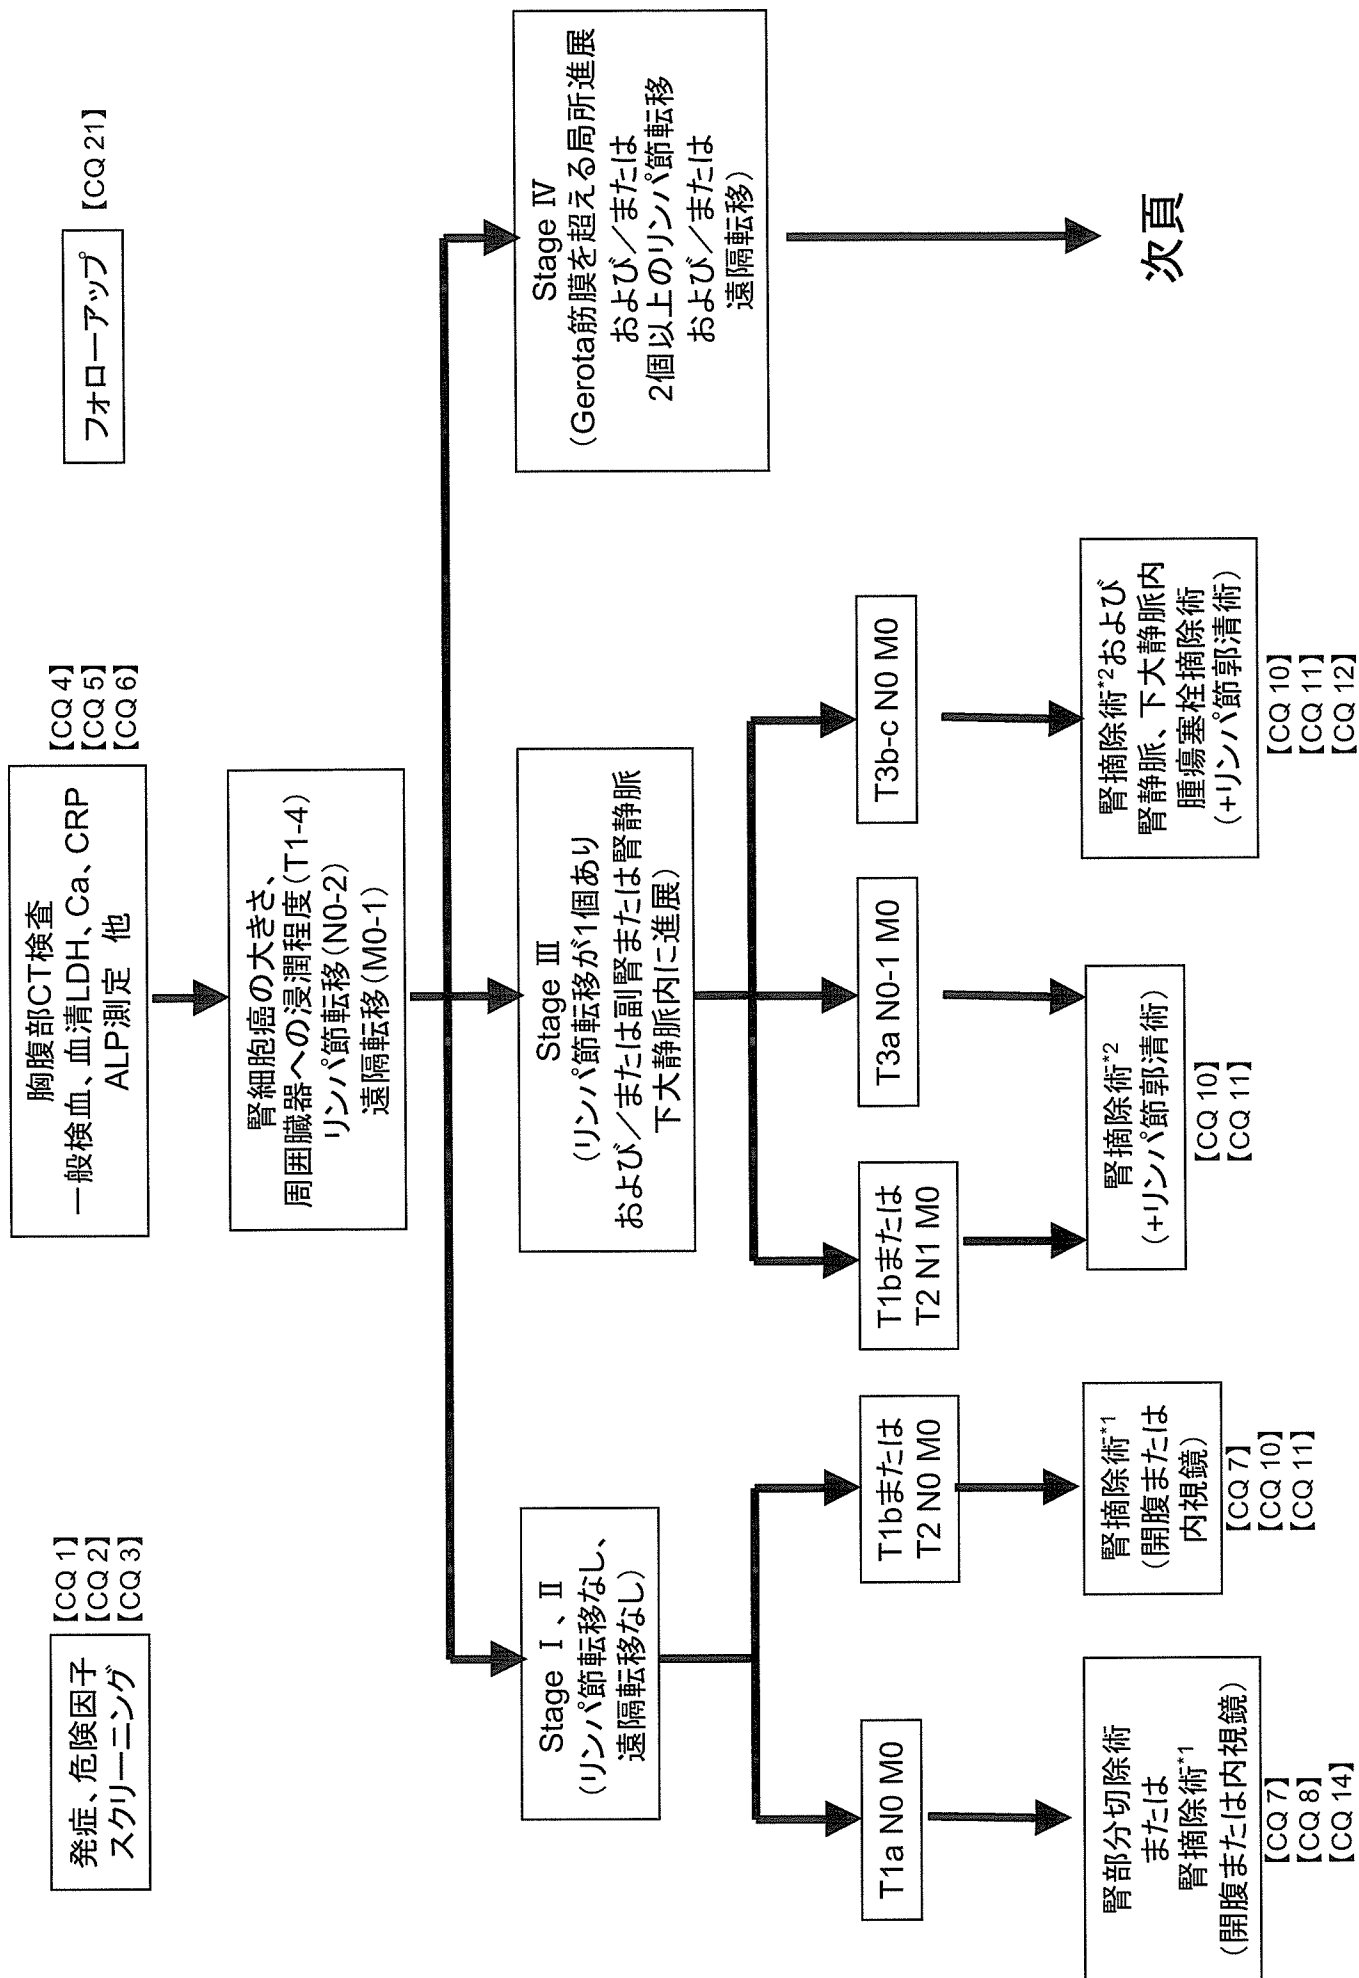 発症、危険因子
スクリーニング
【CQ 1】
【CQ 2】
【CQ 3】
胸腹部CT検査
一般検血、血清LDH、Ca、CRP
ALP測定 他
【CQ 4】
【CQ 5】
【CQ 6】
フォローアップ
【CQ 21】
腎細胞癌の大きさ、
周囲臓器への浸潤程度(T1-4)
リンパ節転移(N0-2)
遠隔転移(M0-1)
Stage Ⅰ、Ⅱ
(リンパ節転移なし、
遠隔転移なし)
Stage Ⅲ
(リンパ節転移が1個あり
および/または副腎または腎静脈
下大静脈内に進展)
Stage Ⅳ
(Gerota筋膜を超える局所進展
および/または
2個以上のリンパ節転移
および/または
遠隔転移)
T1a N0 M0
T1bまたは
T2 N0 M0
T1bまたは
T2 N1 M0
T3a N0-1 M0
T3b-c N0 M0
腎部分切除術
または
腎摘除術*1
(開腹または内視鏡)
【CQ 7】
【CQ 8】
【CQ 14】
腎摘除術*1
(開腹または
内視鏡)
【CQ 7】
【CQ 10】
【CQ 11】
腎摘除術*2
(+リンパ節郭清術)
【CQ 10】
【CQ 11】
腎摘除術*2および
腎静脈、下大静脈内
腫瘍塞栓摘除術
(+リンパ節郭清術)
【CQ 10】
【CQ 11】
【CQ 12】
次頁